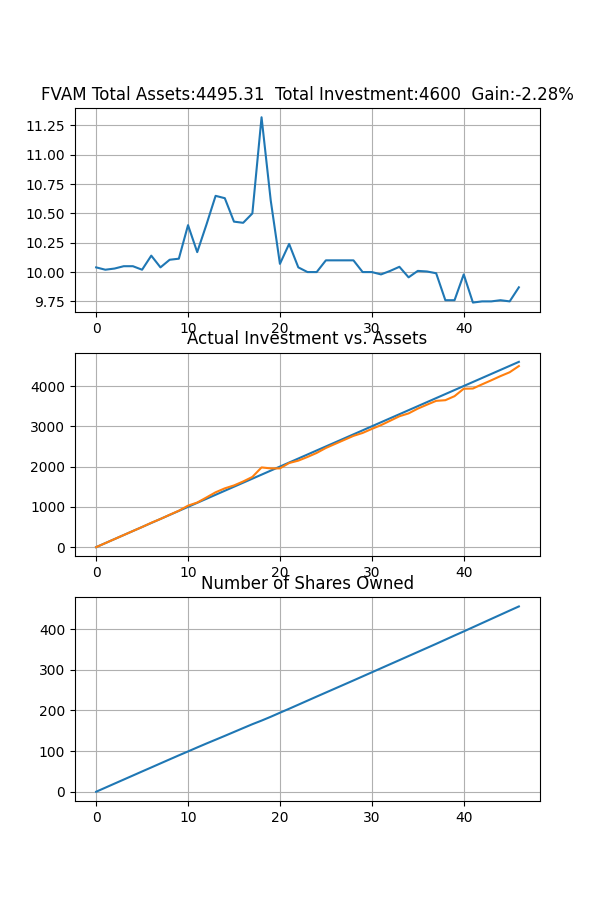 FVAM Total Assets:4495.31  Total Investment:4600  Gain:-2.28%
11.25
11.00
10.75
10.50
10.25
10.00
9.75
0 10 20 30 40
Actual Investment vs. Assets
4000
3000
2000
1000
0
0 10 20 30 40
Number of Shares Owned
400
300
200
100
0
0 10 20 30 40